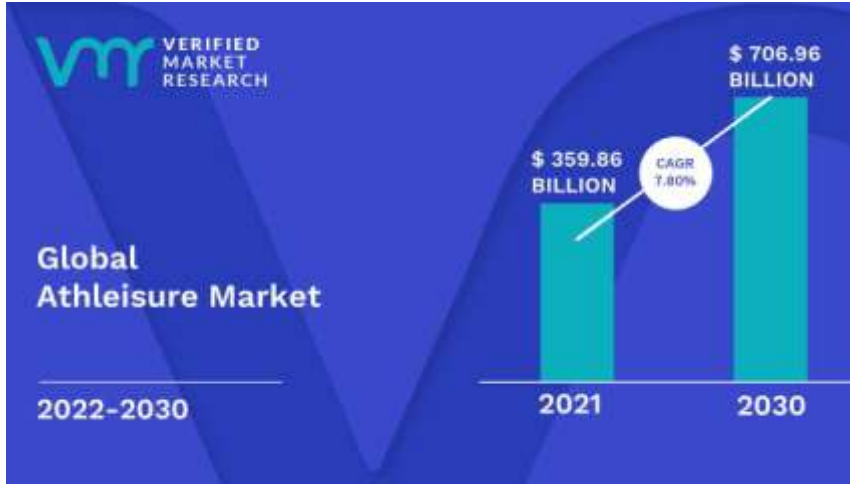 vmr
VERIFIED
MARKET
RESEARCH
Global
Athleisure Market
2022-2030
$ 359.86
BILLION
CAGR
7.80%
$ 706.96
BILLION
2021
2030